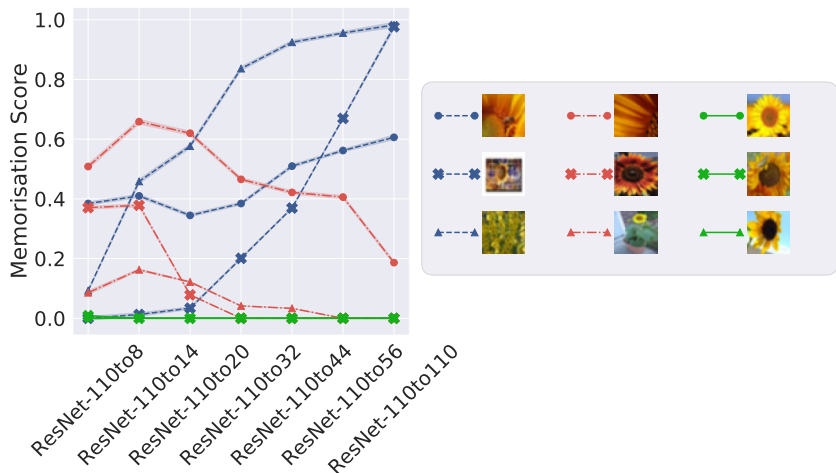 Memorisation Score
1.0
0.8
0.6
0.4
0.2
0.0
ResNet-110to8
ResNet-110to14
ResNet-110to20
ResNet-110to32
ResNet-110to44
ResNet-110to56
ResNet-110to110